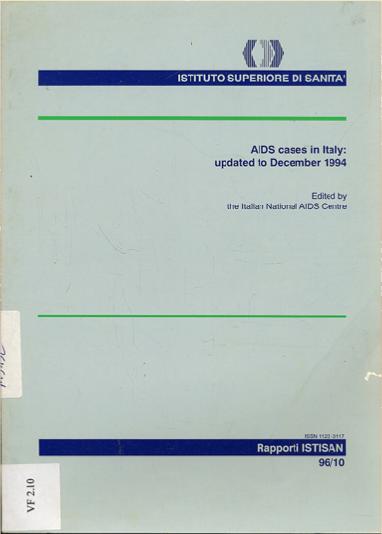 ISTITUTO SUPERIORE DI SANITA'
AIDS cases in Italy:
updated to December 1994
Edited by
the Italian National AIDS Centre
ISSN 1123-3117
Rapporti ISTISAN
96/10
VF 2.10